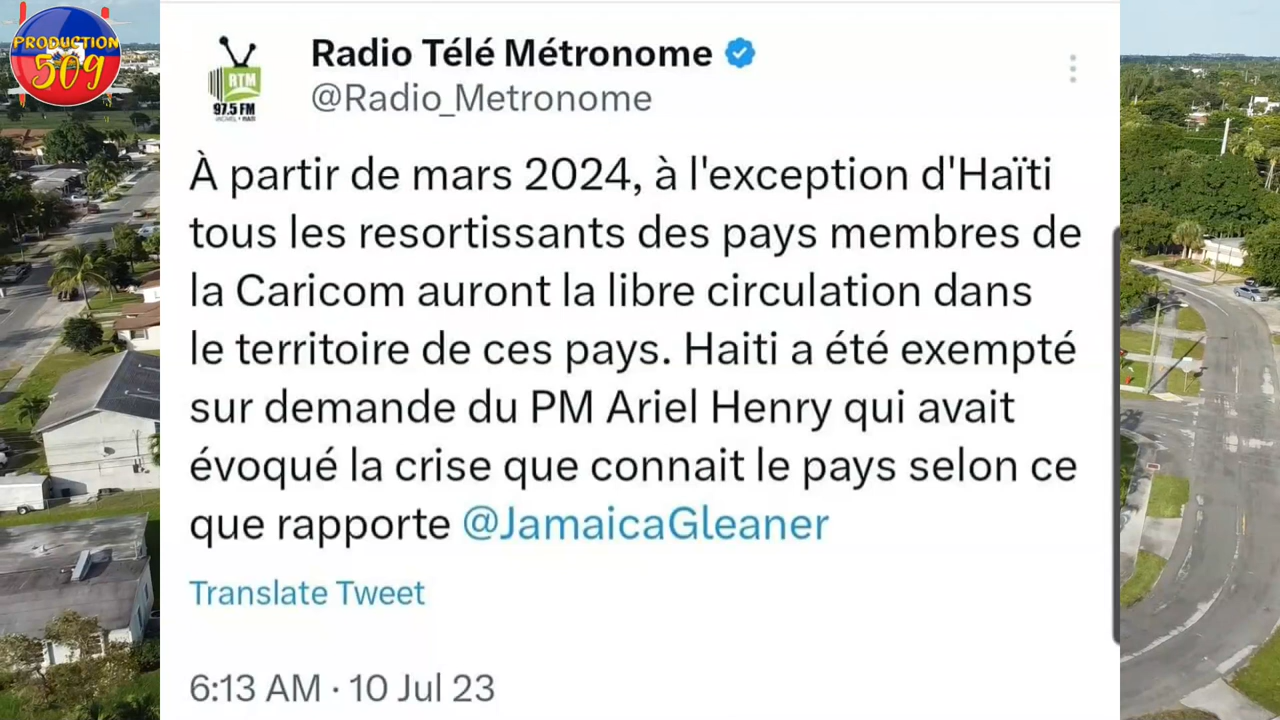 PRODUCTION
509
RTM
97.5 FM
Radio Télé Métronome
@Radio_Metronome
À partir de mars 2024, à l'exception d'Haïti
tous les resortissants des pays membres de
la Caricom auront la libre circulation dans
le territoire de ces pays. Haiti a été exempté
sur demande du PM Ariel Henry qui avait
évoqué la crise que connait le pays selon ce
que rapporte @JamaicaGleaner
Translate Tweet
6:13 AM · 10 Jul 23